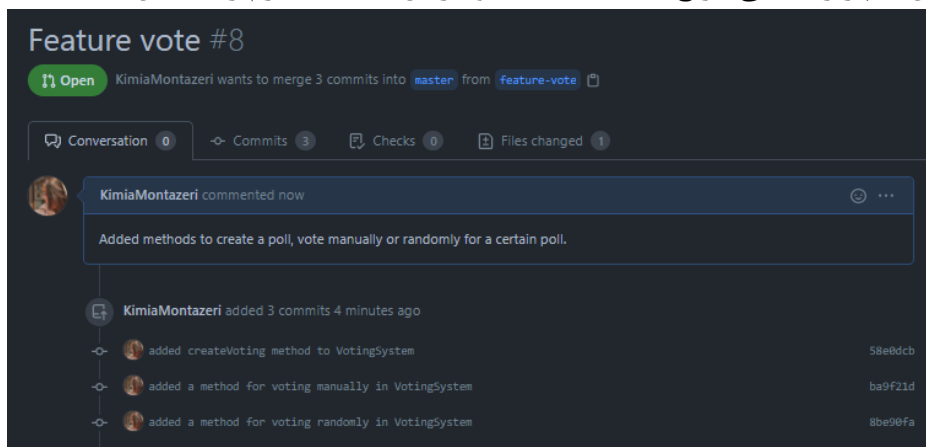 Feature vote #8
Open KimiaMontazeri wants to merge 3 commits into master from feature-vote
Conversation 0 Commits 3 Checks 0 Files changed 1
KimiaMontazeri commented now
Added methods to create a poll, vote manually or randomly for a certain poll.
KimiaMontazeri added 3 commits 4 minutes ago
added createVoting method to VotingSystem 58e0dcb
added a method for voting manually in VotingSystem ba9f21d
added a method for voting randomly in VotingSystem 8be90fa